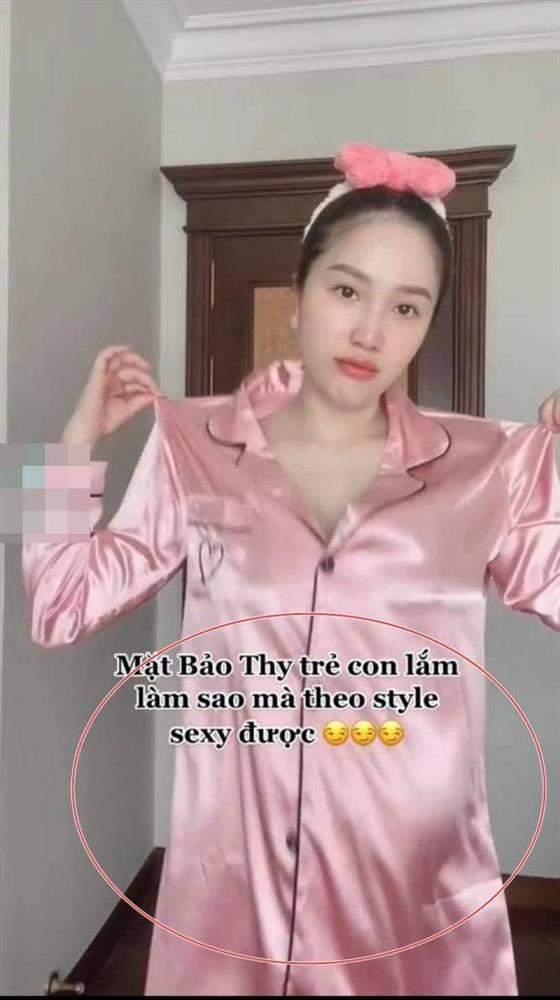 Mặt Bảo Thy trẻ con lắm
làm sao mà theo style
sexy được 😏😏😏